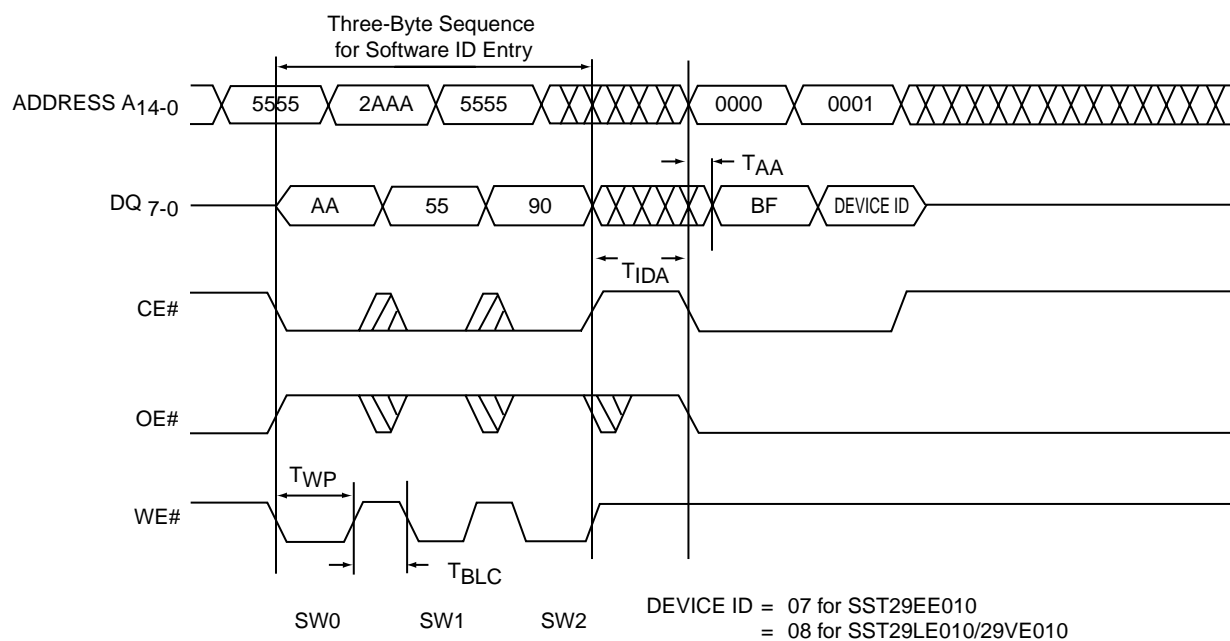 Three-Byte Sequence
for Software ID Entry
ADDRESS A14-0
5555 2AAA 5555 0000 0001
TAA
DQ 7-0
AA 55 90 BF DEVICE ID
TIDA
CE#
OE#
TWP
WE#
TBLC
SW0 SW1 SW2
DEVICE ID = 07 for SST29EE010
= 08 for SST29LE010/29VE010